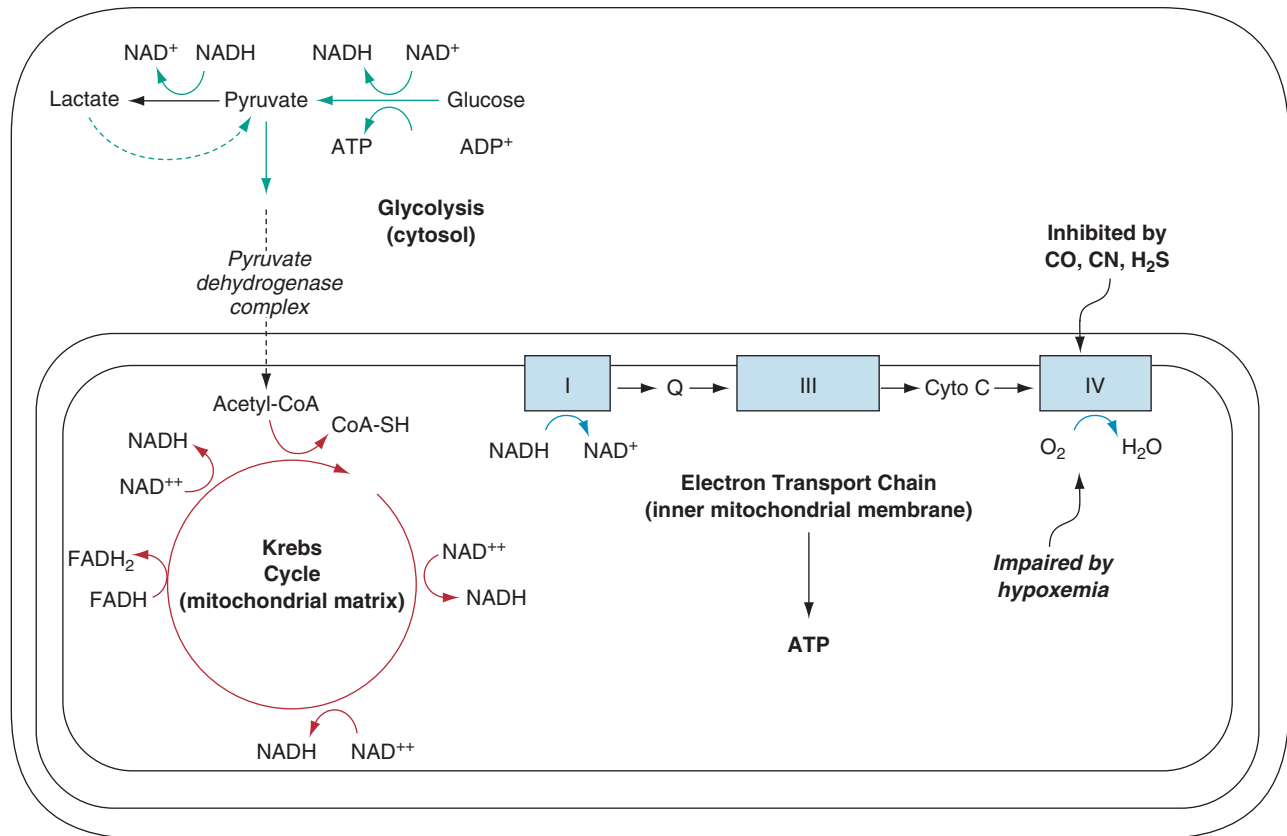 NAD⁺ NADH
NADH NAD⁺
Lactate
Pyruvate
Glucose
ATP
ADP⁺
Glycolysis
(cytosol)
Pyruvate
dehydrogenase
complex
Inhibited by
CO, CN, H₂S
I
Q
III
Cyto C
IV
Acetyl-CoA
CoA-SH
NADH
NAD⁺⁺
FADH₂
FADH
Krebs
Cycle
(mitochondrial matrix)
NAD⁺⁺
NADH
NADH
NAD⁺⁺
NADH
NAD⁺
O₂
H₂O
Electron Transport Chain
(inner mitochondrial membrane)
Impaired by
hypoxemia
ATP